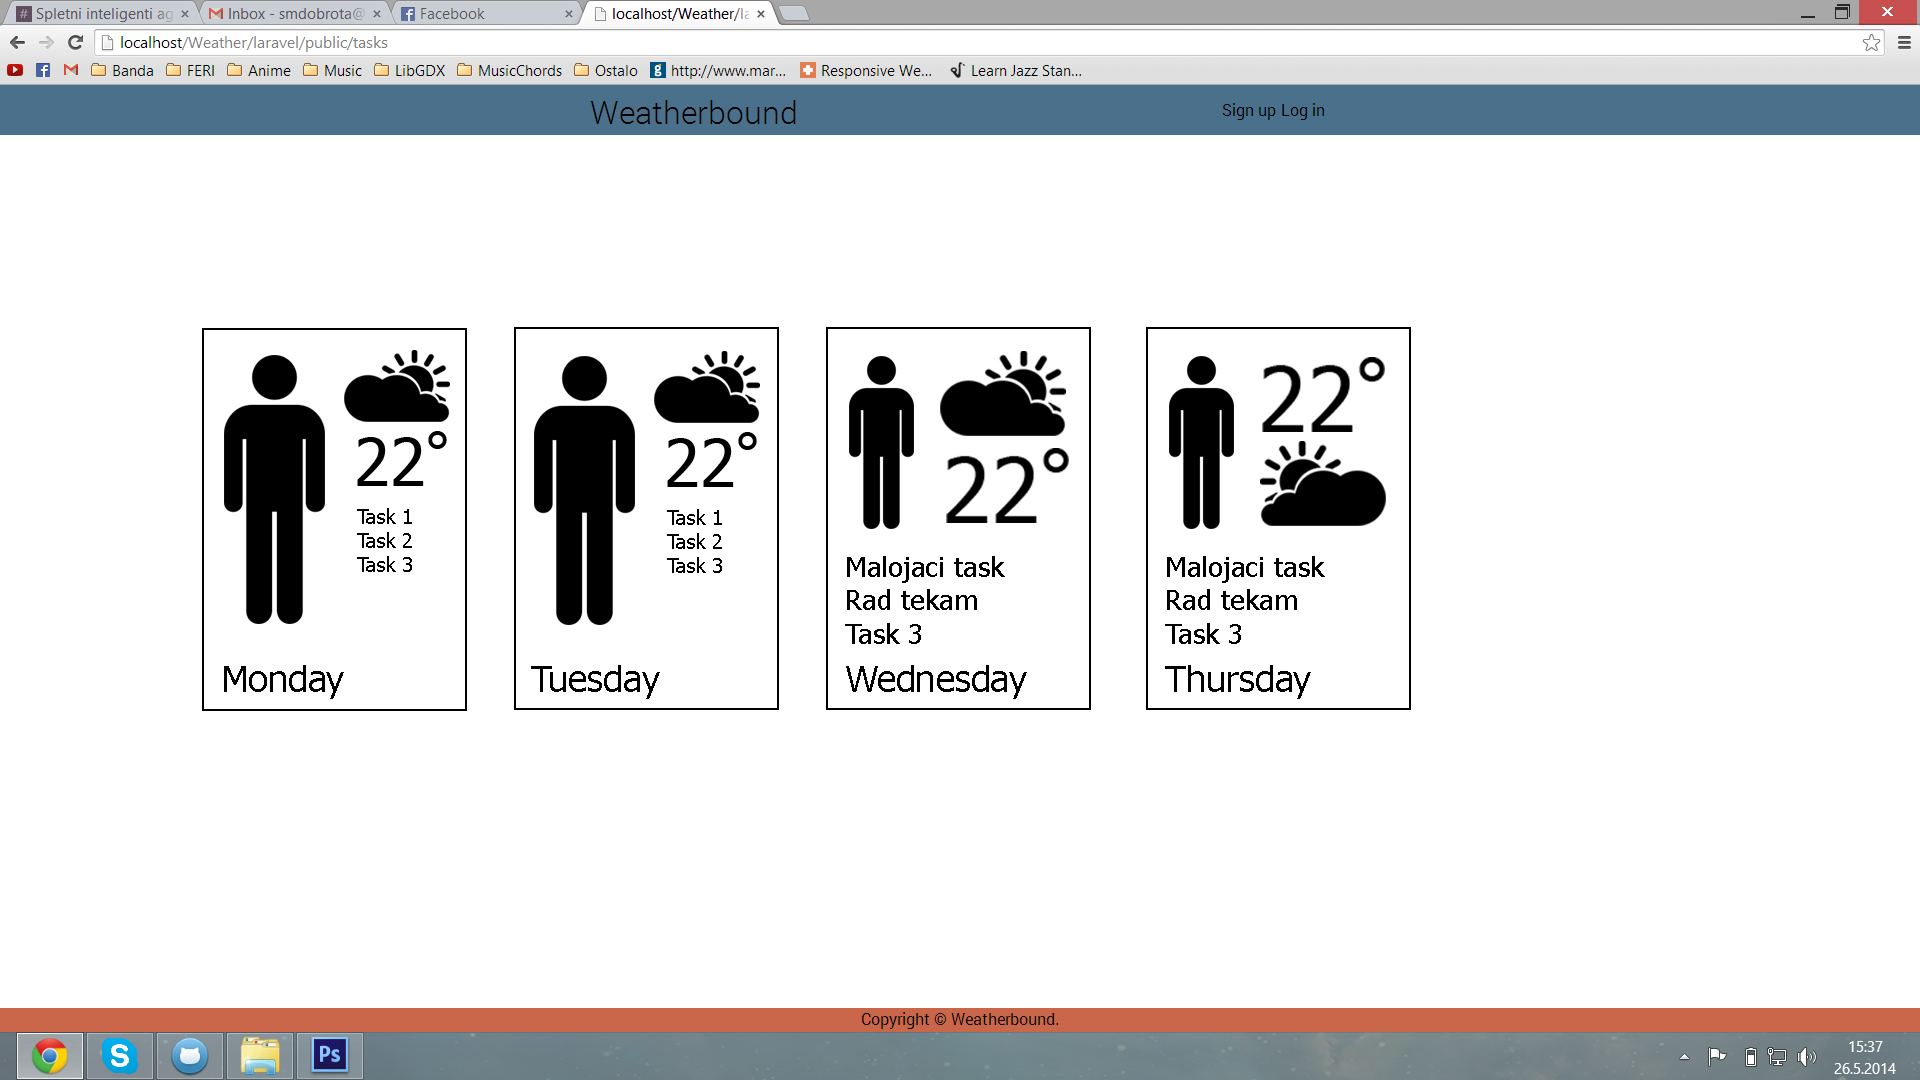 Spletni inteligenti ag
Inbox - smdobrota@
Facebook
localhost/Weather/la
localhost/Weather/laravel/public/tasks
Banda FERI Anime Music LibGDX MusicChords Ostalo http://www.mar... Responsive We... Learn Jazz Stan...
Weatherbound
Sign up Log in
22°
Task 1
Task 2
Task 3
Monday
22°
Task 1
Task 2
Task 3
Tuesday
22°
Malojaci task
Rad tekam
Task 3
Wednesday
22°
Malojaci task
Rad tekam
Task 3
Thursday
Copyright © Weatherbound.
Ps
15:37
26.5.2014